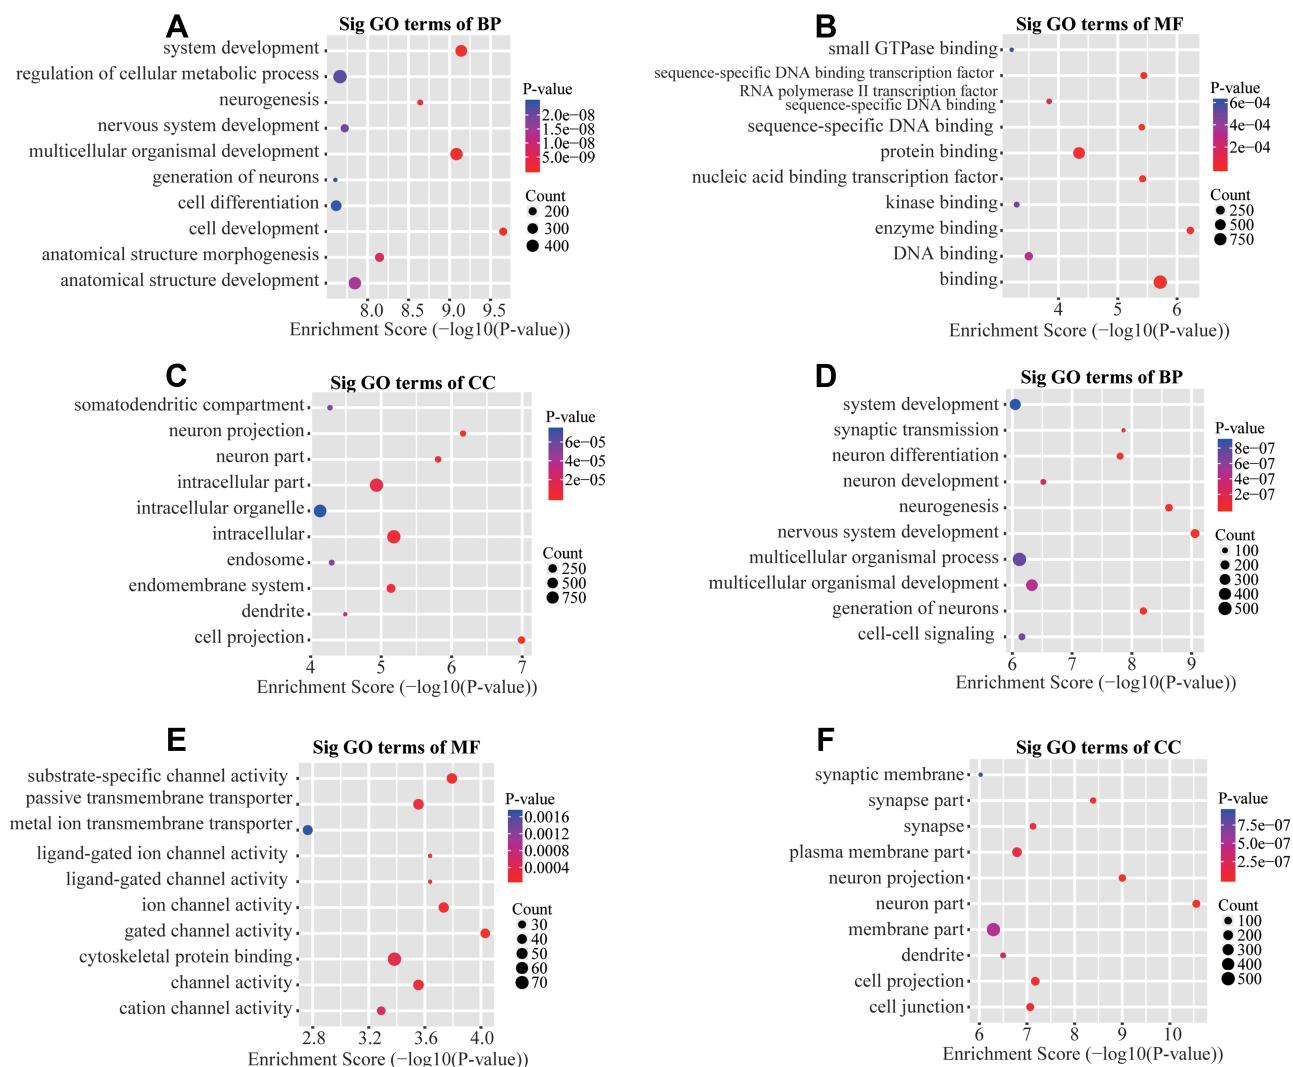 A
Sig GO terms of BP
system development
regulation of cellular metabolic process
neurogenesis
nervous system development
multicellular organismal development
generation of neurons
cell differentiation
cell development
anatomical structure morphogenesis
anatomical structure development
8.0 8.5 9.0 9.5
Enrichment Score (−log10(P-value))
P-value
2.0e−08
1.5e−08
1.0e−08
5.0e−09
Count
200
300
400
B
Sig GO terms of MF
small GTPase binding
sequence-specific DNA binding transcription factor
RNA polymerase II transcription factor
sequence-specific DNA binding
sequence-specific DNA binding
protein binding
nucleic acid binding transcription factor
kinase binding
enzyme binding
DNA binding
binding
4 5 6
Enrichment Score (−log10(P-value))
P-value
6e−04
4e−04
2e−04
Count
250
500
750
C
Sig GO terms of CC
somatodendritic compartment
neuron projection
neuron part
intracellular part
intracellular organelle
intracellular
endosome
endomembrane system
dendrite
cell projection
4 5 6 7
Enrichment Score (−log10(P-value))
P-value
6e−05
4e−05
2e−05
Count
250
500
750
D
Sig GO terms of BP
system development
synaptic transmission
neuron differentiation
neuron development
neurogenesis
nervous system development
multicellular organismal process
multicellular organismal development
generation of neurons
cell-cell signaling
6 7 8 9
Enrichment Score (−log10(P-value))
P-value
8e−07
6e−07
4e−07
2e−07
Count
100
200
300
400
500
E
Sig GO terms of MF
substrate-specific channel activity
passive transmembrane transporter
metal ion transmembrane transporter
ligand-gated ion channel activity
ligand-gated channel activity
ion channel activity
gated channel activity
cytoskeletal protein binding
channel activity
cation channel activity
2.8 3.2 3.6 4.0
Enrichment Score (−log10(P-value))
P-value
0.0016
0.0012
0.0008
0.0004
Count
30
40
50
60
70
F
Sig GO terms of CC
synaptic membrane
synapse part
synapse
plasma membrane part
neuron projection
neuron part
membrane part
dendrite
cell projection
cell junction
6 7 8 9 10
Enrichment Score (−log10(P-value))
P-value
7.5e−07
5.0e−07
2.5e−07
Count
100
200
300
400
500